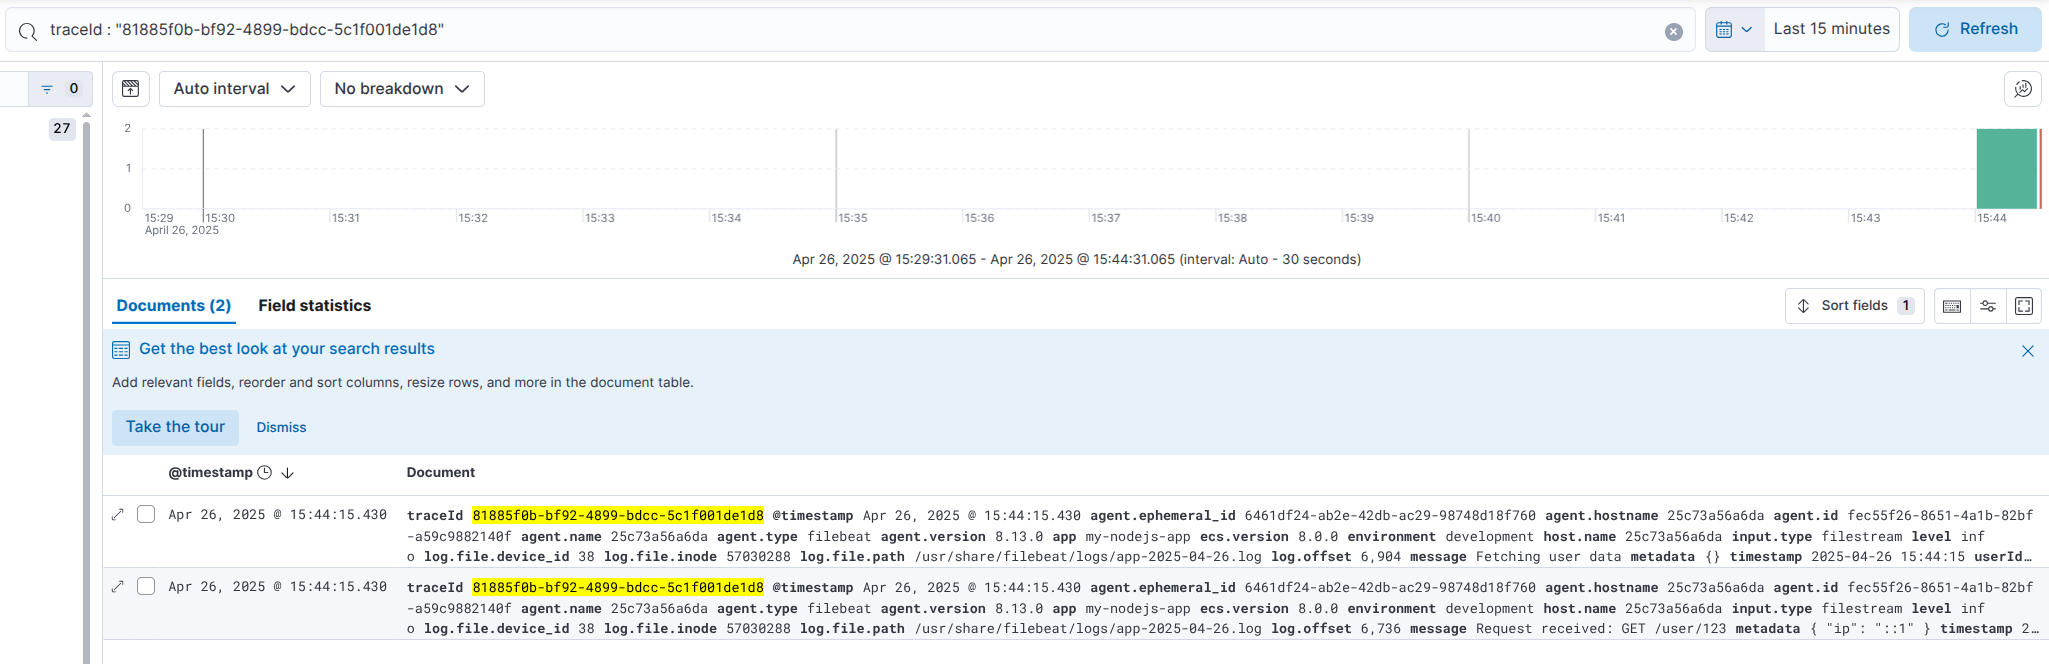 traceId : "81885f0b-bf92-4899-bdcc-5c1f001de1d8"
Last 15 minutes
Refresh
0
Auto interval
No breakdown
27
2
1
0
15:29 15:30 15:31 15:32 15:33 15:34 15:35 15:36 15:37 15:38 15:39 15:40 15:41 15:42 15:43 15:44
April 26, 2025
Apr 26, 2025 @ 15:29:31.065 - Apr 26, 2025 @ 15:44:31.065 (interval: Auto - 30 seconds)
Documents (2) Field statistics
Sort fields 1
Get the best look at your search results
Add relevant fields, reorder and sort columns, resize rows, and more in the document table.
Take the tour Dismiss
@timestamp Document
Apr 26, 2025 @ 15:44:15.430 traceId 81885f0b-bf92-4899-bdcc-5c1f001de1d8 @timestamp Apr 26, 2025 @ 15:44:15.430 agent.ephemeral_id 6461df24-ab2e-42db-ac29-98748d18f760 agent.hostname 25c73a56a6da agent.id fec55f26-8651-4a1b-82bf
-a59c9882140f agent.name 25c73a56a6da agent.type filebeat agent.version 8.13.0 app my-nodejs-app ecs.version 8.0.0 environment development host.name 25c73a56a6da input.type filestream level inf
o log.file.device_id 38 log.file.inode 57030288 log.file.path /usr/share/filebeat/logs/app-2025-04-26.log log.offset 6,904 message Fetching user data metadata {} timestamp 2025-04-26 15:44:15 userId…
Apr 26, 2025 @ 15:44:15.430 traceId 81885f0b-bf92-4899-bdcc-5c1f001de1d8 @timestamp Apr 26, 2025 @ 15:44:15.430 agent.ephemeral_id 6461df24-ab2e-42db-ac29-98748d18f760 agent.hostname 25c73a56a6da agent.id fec55f26-8651-4a1b-82bf
-a59c9882140f agent.name 25c73a56a6da agent.type filebeat agent.version 8.13.0 app my-nodejs-app ecs.version 8.0.0 environment development host.name 25c73a56a6da input.type filestream level inf
o log.file.device_id 38 log.file.inode 57030288 log.file.path /usr/share/filebeat/logs/app-2025-04-26.log log.offset 6,736 message Request received: GET /user/123 metadata { "ip": "::1" } timestamp 2…